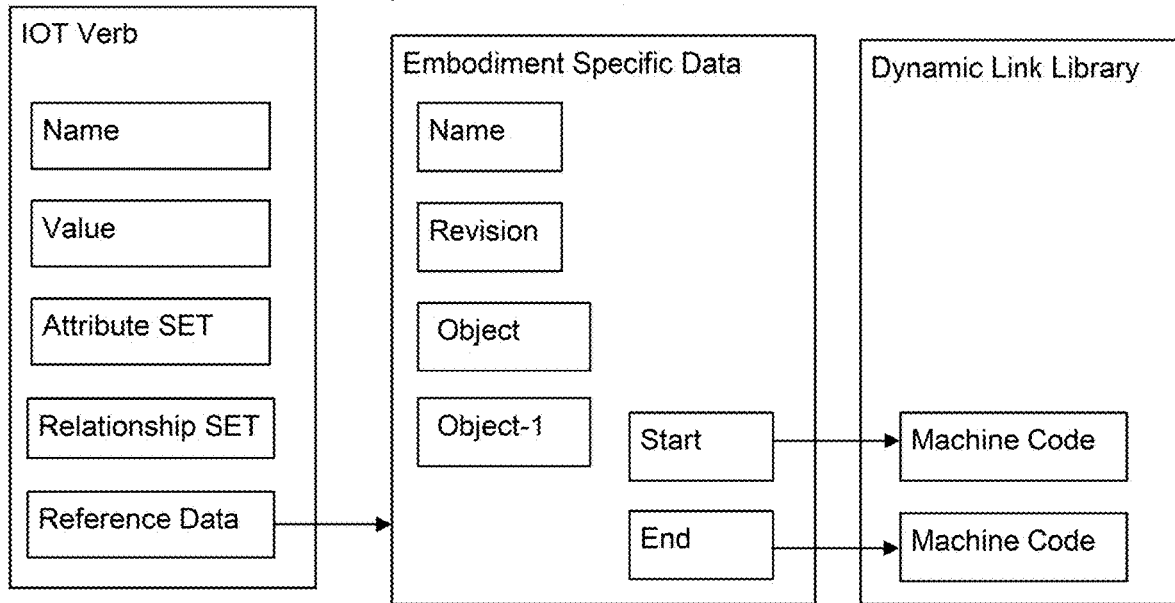 IOT Verb
Name
Value
Attribute SET
Relationship SET
Reference Data
Embodiment Specific Data
Name
Revision
Object
Object-1
Start
End
Dynamic Link Library
Machine Code
Machine Code